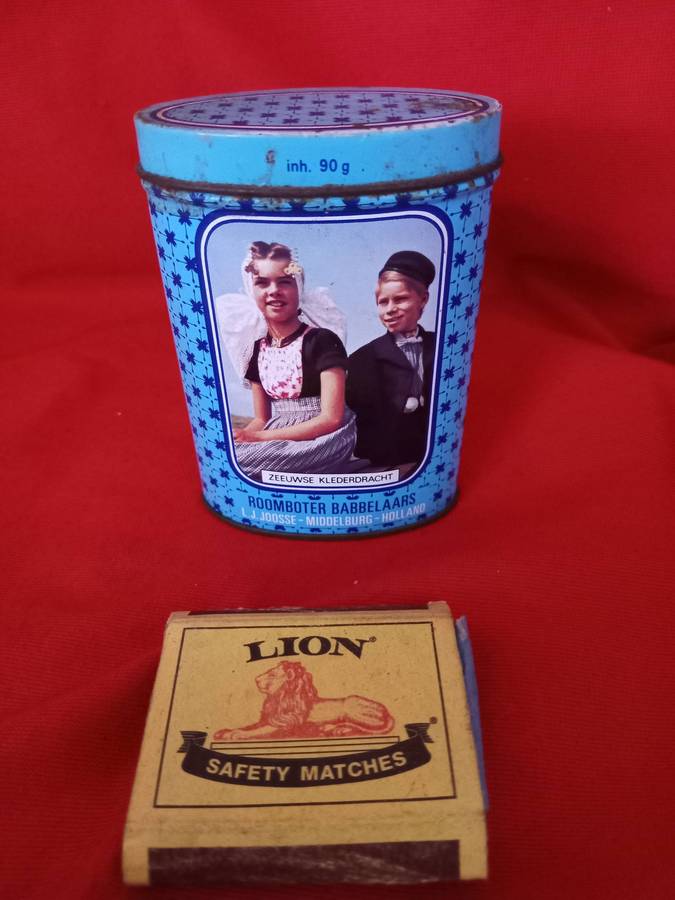 inh. 90 g
ZEEUWSE KLEDERDRACHT
ROOMBOTER BABBELAARS
L.J. JOOSSE - MIDDELBURG - HOLLAND
LION®
®
SAFETY MATCHES